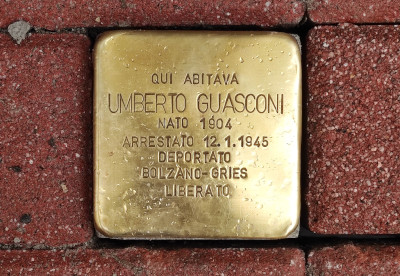 QUI ABITAVA
UMBERTO GUASCONI
NATO 1904
ARRESTATO 12.1.1945
DEPORTATO
BOLZANO-GRIES
LIBERATO